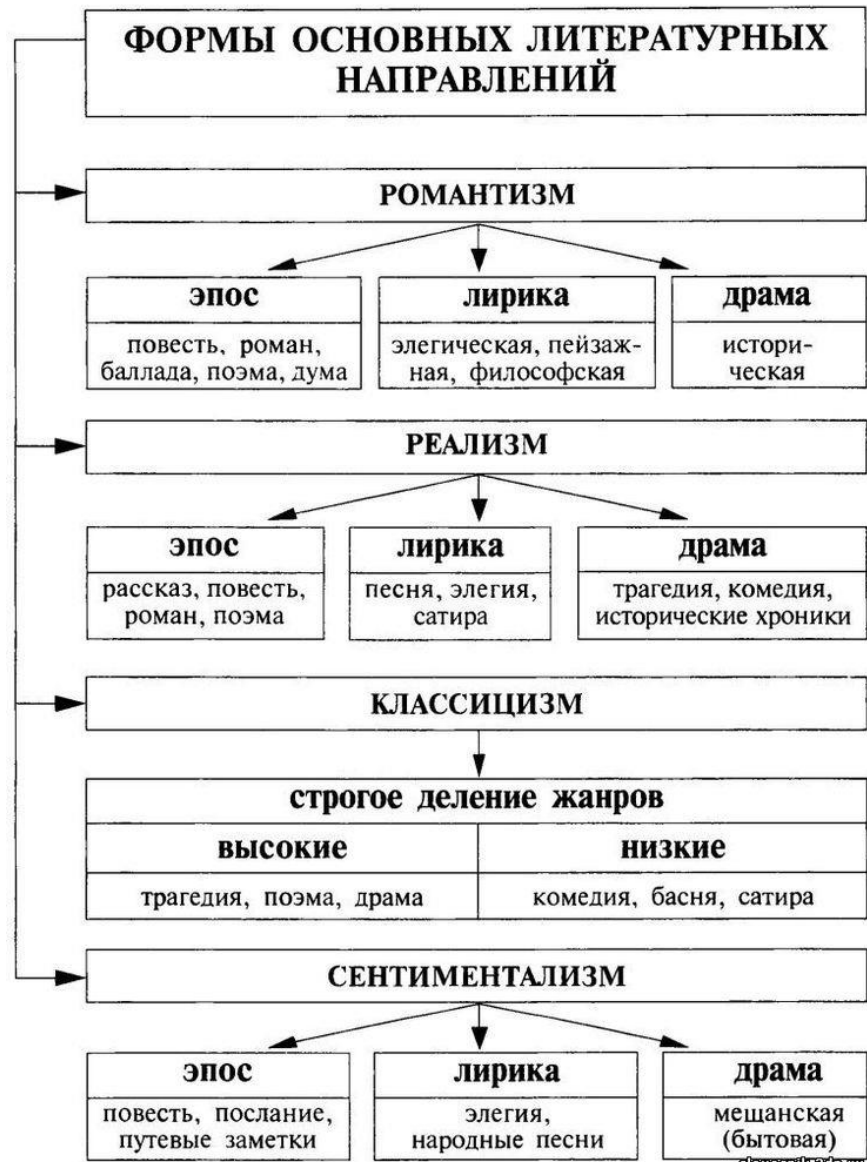 ФОРМЫ ОСНОВНЫХ ЛИТЕРАТУРНЫХ
НАПРАВЛЕНИЙ
РОМАНТИЗМ
эпос
повесть, роман,
баллада, поэма, дума
лирика
элегическая, пейзаж-
ная, философская
драма
истори-
ческая
РЕАЛИЗМ
эпос
рассказ, повесть,
роман, поэма
лирика
песня, элегия,
сатира
драма
трагедия, комедия,
исторические хроники
КЛАССИЦИЗМ
строгое деление жанров
высокие
трагедия, поэма, драма
низкие
комедия, басня, сатира
СЕНТИМЕНТАЛИЗМ
эпос
повесть, послание,
путевые заметки
лирика
элегия,
народные песни
драма
мещанская
(бытовая)